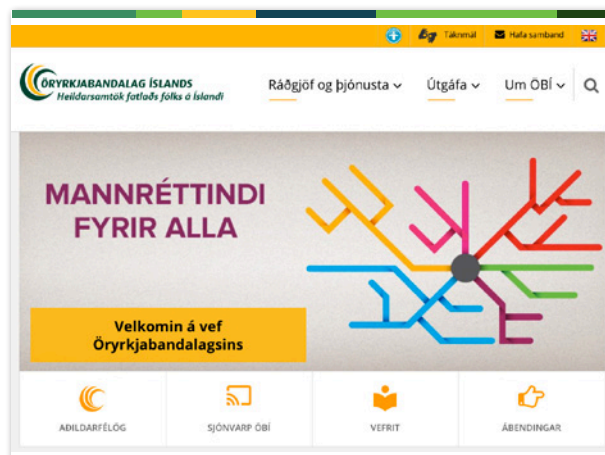 Táknmál
Hafa samband
ÖRYRKJABANDALAG ÍSLANDS
Heildarsamtök fatlaðs fólks á Íslandi
Ráðgjöf og þjónusta
Útgáfa
Um ÖBÍ
MANNRÉTTINDI
FYRIR ALLA
Velkomin á vef
Öryrkjabandalagsins
AÐILDARFÉLÖG
SJÓNVARP ÖBÍ
VEFRIT
ÁBENDINGAR